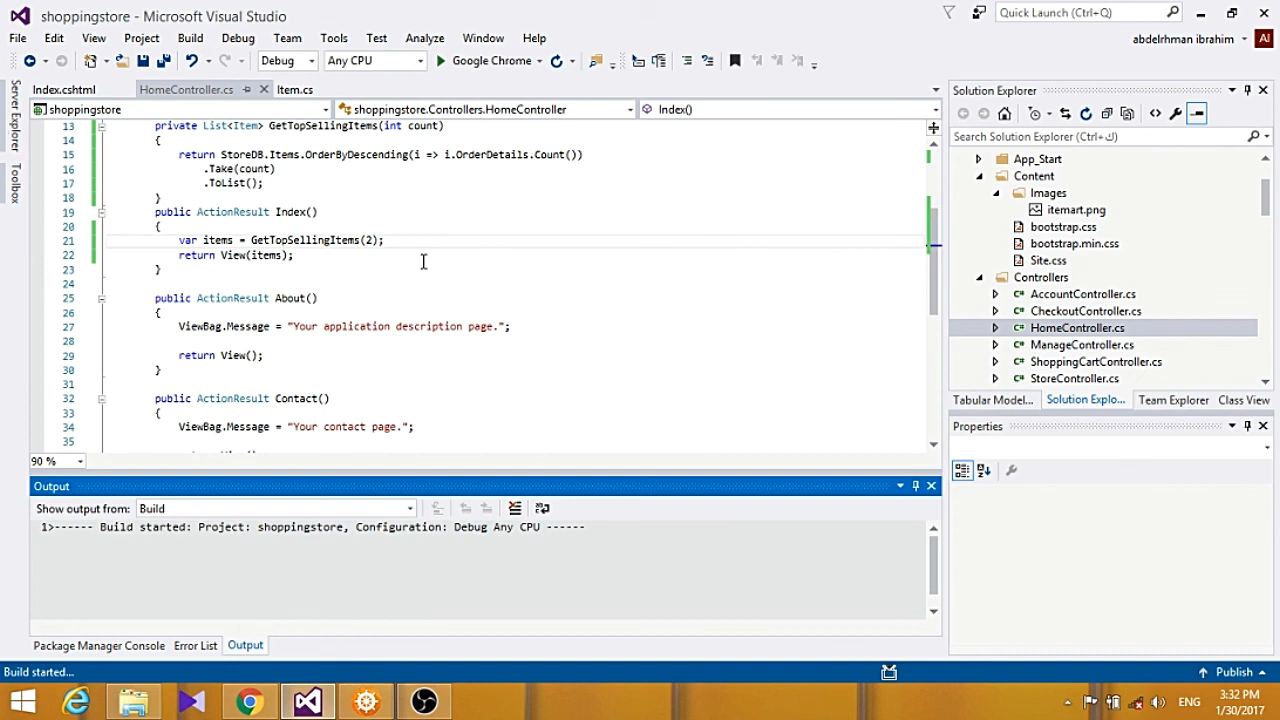 shoppingstore - Microsoft Visual Studio
Quick Launch (Ctrl+Q)
File Edit View Project Build Debug Team Tools Test Analyze Window Help
abdelrhman ibrahim AI
Debug Any CPU Google Chrome
Server Explorer
Toolbox
Index.cshtml HomeController.cs Item.cs
shoppingstore shoppingstore.Controllers.HomeController Index()
13 private List<Item> GetTopSellingItems(int count)
14 {
15 return StoreDB.Items.OrderByDescending(i => i.OrderDetails.Count())
16 .Take(count)
17 .ToList();
18 }
19 public ActionResult Index()
20 {
21 var items = GetTopSellingItems(2);
22 return View(items);
23 }
24
25 public ActionResult About()
26 {
27 ViewBag.Message = "Your application description page.";
28
29 return View();
30 }
31
32 public ActionResult Contact()
33 {
34 ViewBag.Message = "Your contact page.";
35
90 %
Solution Explorer
Search Solution Explorer (Ctrl+;)
App_Start
Content
Images
itemart.png
bootstrap.css
bootstrap.min.css
Site.css
Controllers
AccountController.cs
CheckoutController.cs
HomeController.cs
ManageController.cs
ShoppingCartController.cs
StoreController.cs
Tabular Model... Solution Explo... Team Explorer Class View
Properties
Output
Show output from: Build
1>------ Build started: Project: shoppingstore, Configuration: Debug Any CPU ------
Package Manager Console Error List Output
Build started... Publish
ENG
3:32 PM
1/30/2017